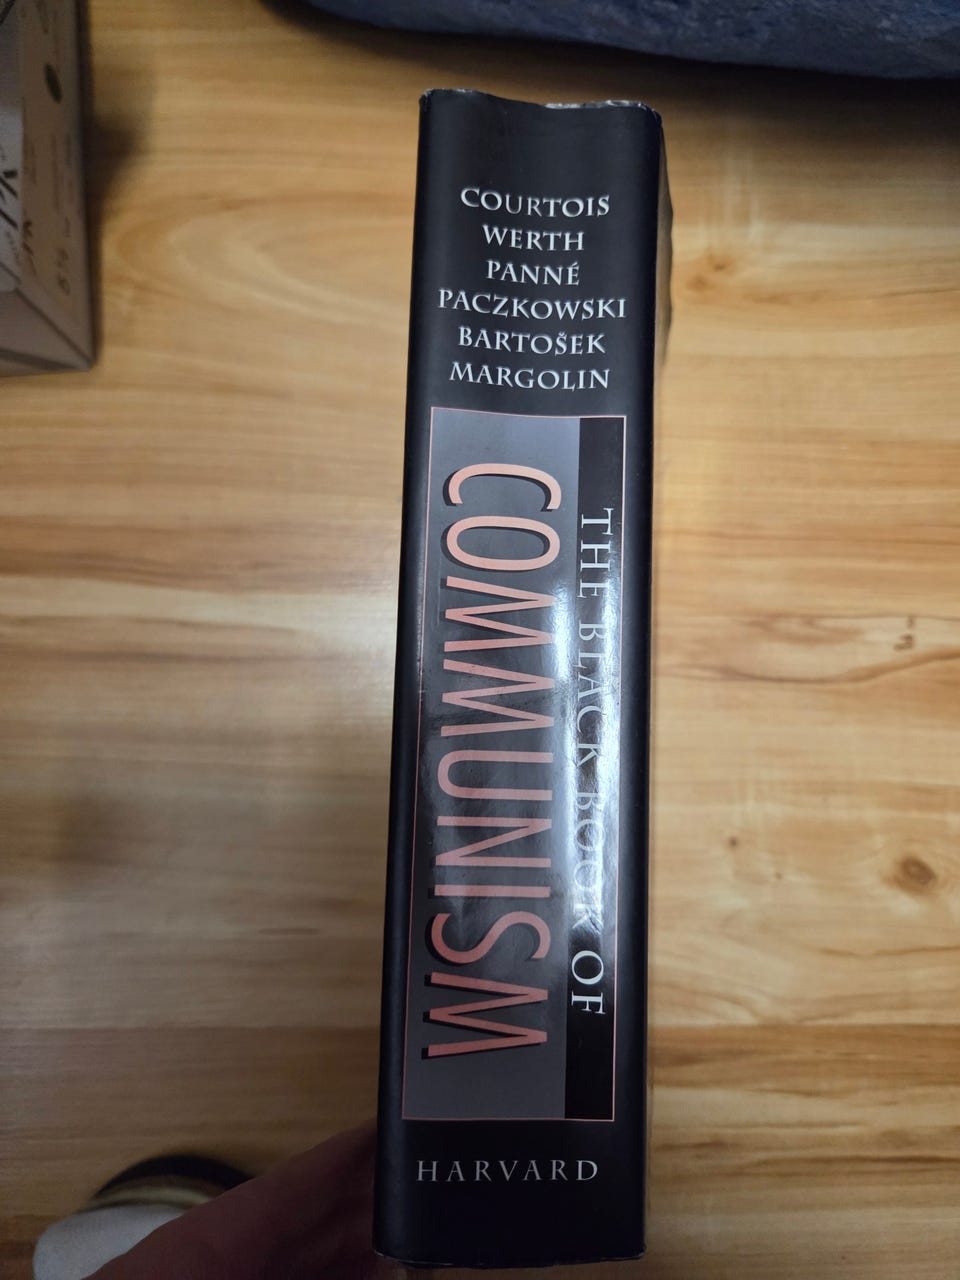 COURTOIS
WERTH
PANNÉ
PACZKOWSKI
BARTOŠEK
MARGOLIN
THE BLACK BOOK OF
COMMUNISM
HARVARD